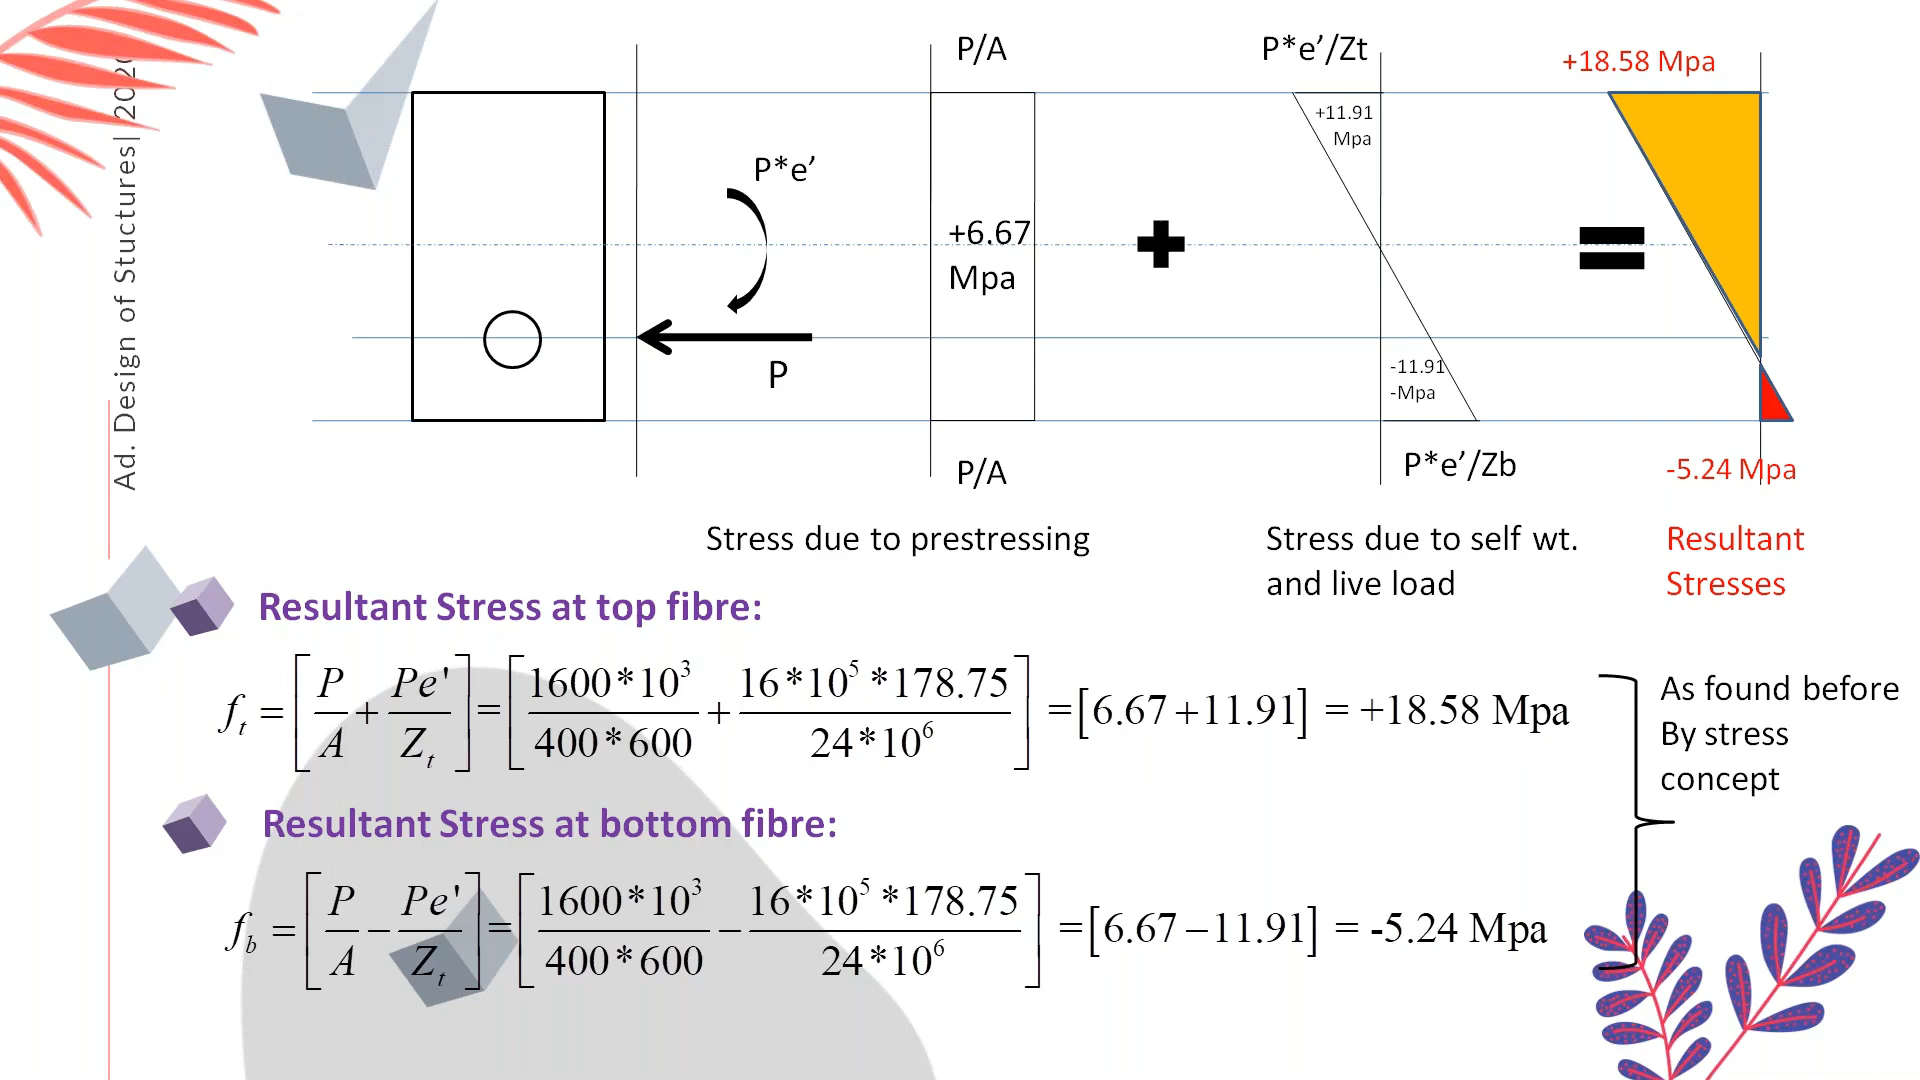 Ad. Design of Stuctures| 2020
P/A
P*e'/Zt
+18.58 Mpa
+11.91
Mpa
P*e'
+6.67
Mpa
P
-11.91
-Mpa
P/A
P*e'/Zb
-5.24 Mpa
Stress due to prestressing
Stress due to self wt.
and live load
Resultant
Stresses
Resultant Stress at top fibre:
f_t = [P/A + Pe'/Z_t] = [1600*10^3/400*600 + 16*10^5*178.75/24*10^6] = [6.67+11.91] = +18.58 Mpa
As found before
By stress
concept
Resultant Stress at bottom fibre:
f_b = [P/A − Pe'/Z_t] = [1600*10^3/400*600 − 16*10^5*178.75/24*10^6] = [6.67−11.91] = -5.24 Mpa